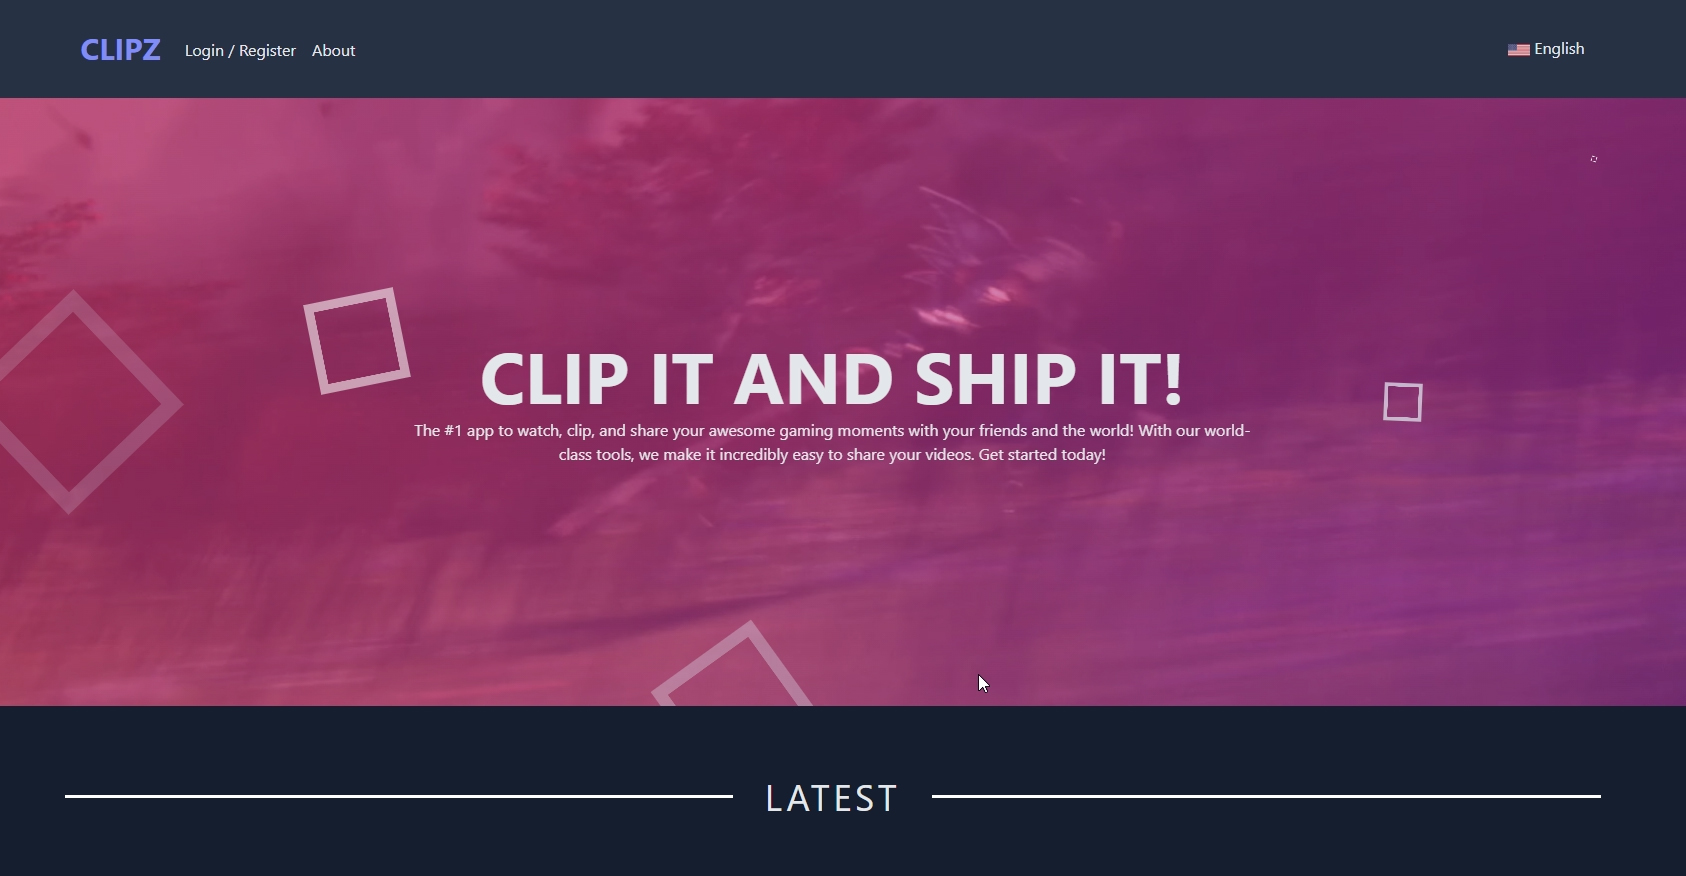 CLIPZ Login / Register About English
CLIP IT AND SHIP IT!
The #1 app to watch, clip, and share your awesome gaming moments with your friends and the world! With our world-
class tools, we make it incredibly easy to share your videos. Get started today!
LATEST